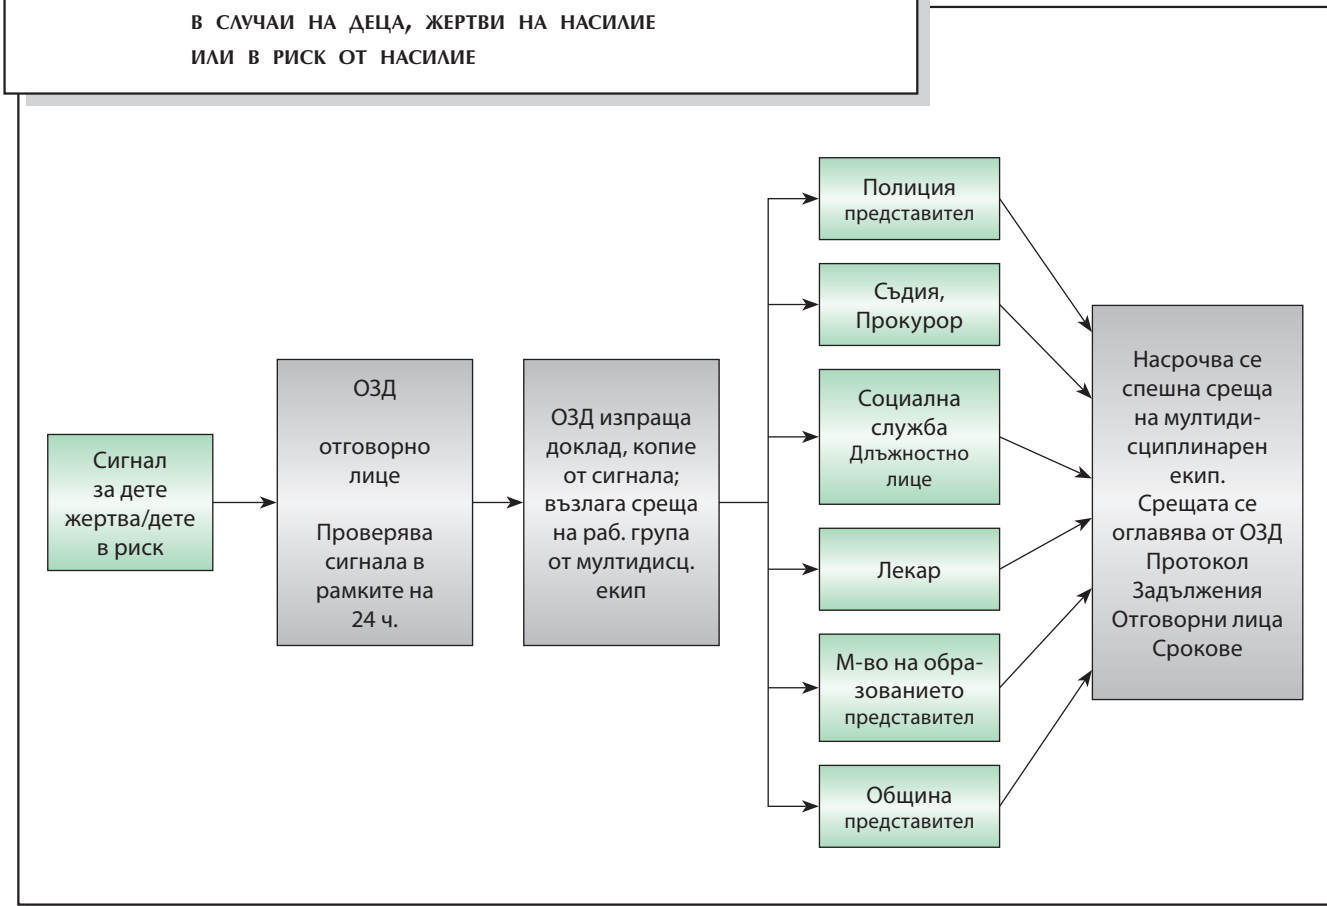 В СЛУЧАИ НА ДЕЦА, ЖЕРТВИ НА НАСИЛИЕ
ИЛИ В РИСК ОТ НАСИЛИЕ
Сигнал
за дете
жертва/дете
в риск
ОЗД
отговорно
лице
Проверява
сигнала в
рамките на
24 ч.
ОЗД изпраща
доклад, копие
от сигнала;
възлага среща
на раб. група
от мултидисц.
екип
Полиция
представител
Съдия,
Прокурор
Социална
служба
Длъжностно
лице
Лекар
М-во на обра-
зованието
представител
Община
представител
Насрочва се
спешна среща
на мултиди-
сциплинарен
екип.
Срещата се
оглавява от ОЗД
Протокол
Задължения
Отговорни лица
Срокове